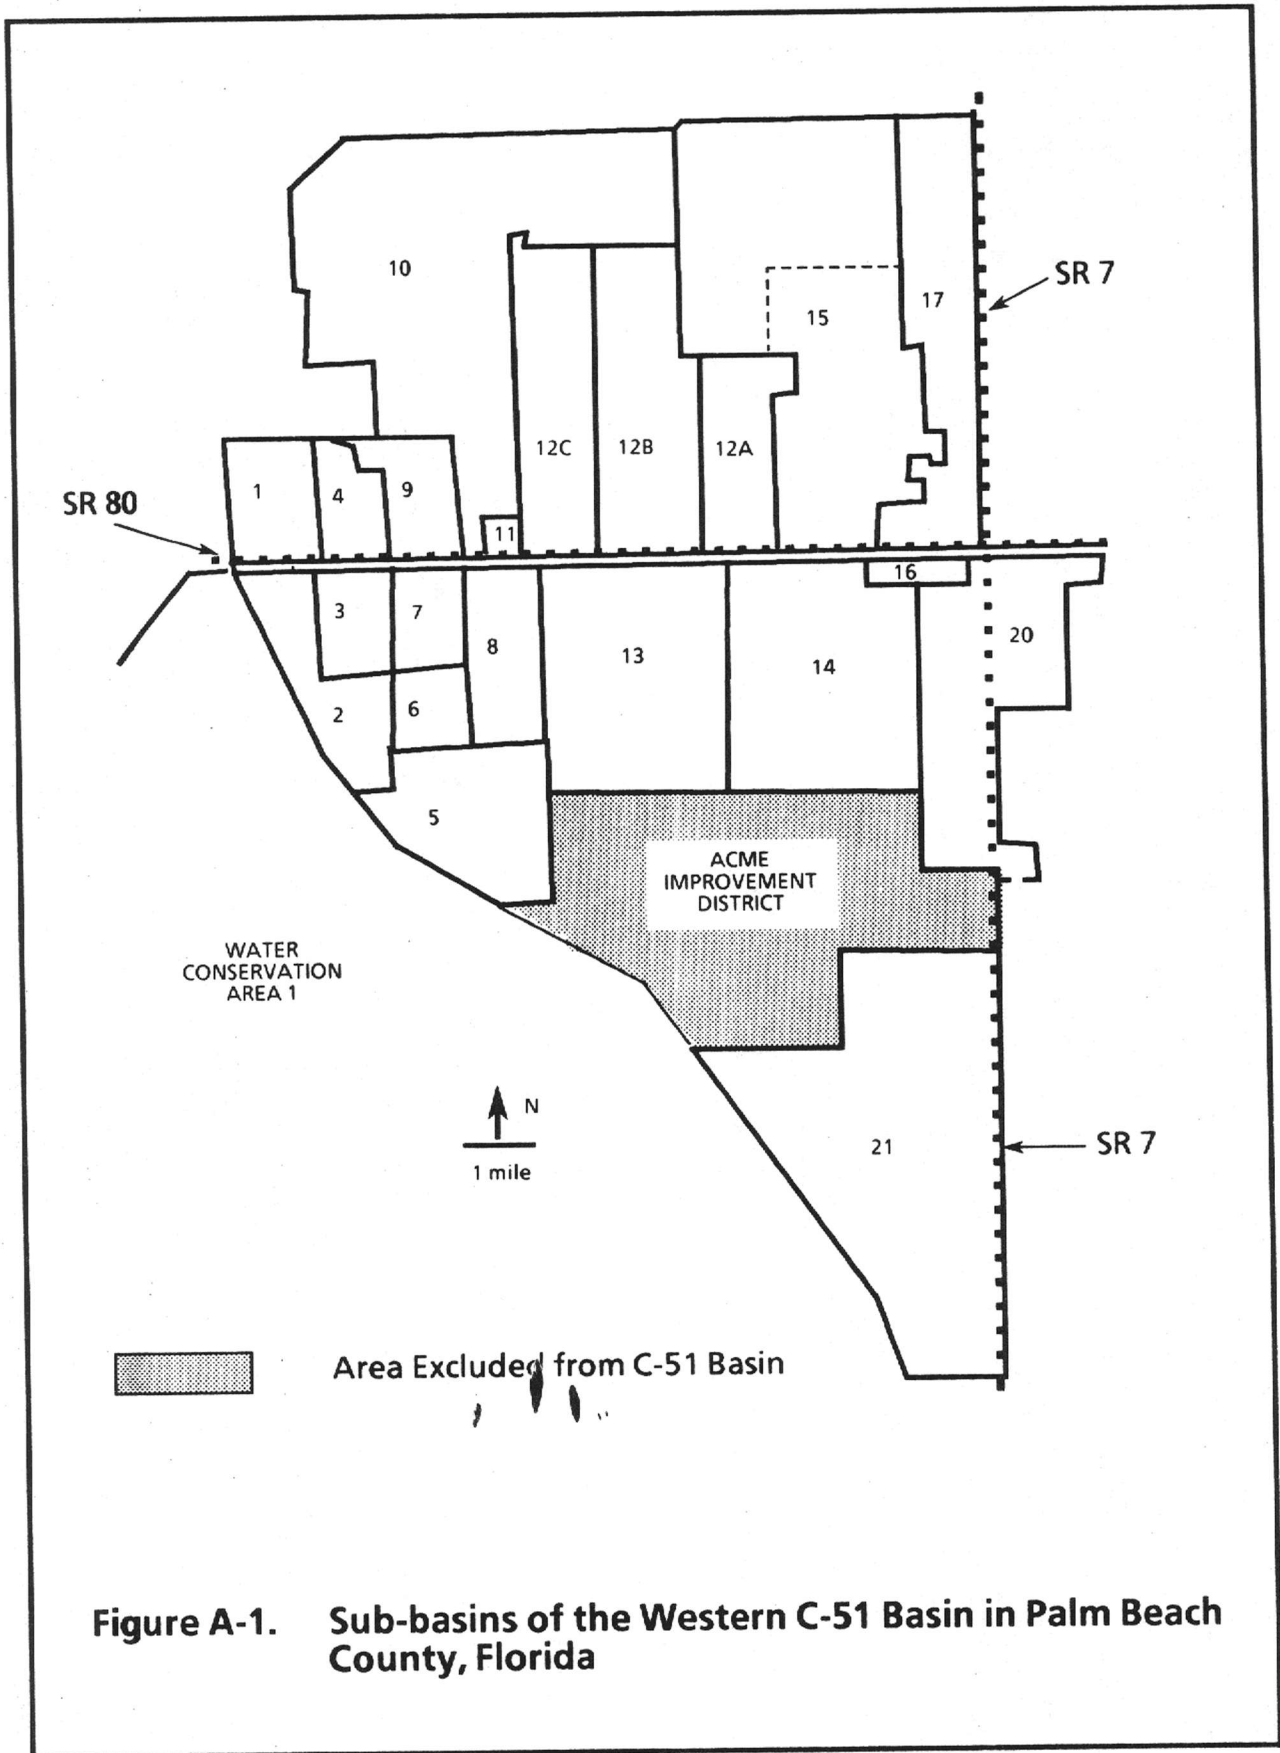 SR 7
10
17
15
12C
12B
12A
1
4
9
SR 80
11
16
3
7
20
8
13
14
2
6
5
ACME
IMPROVEMENT
DISTRICT
WATER
CONSERVATION
AREA 1
N
1 mile
21
SR 7
Area Excluded from C-51 Basin
Figure A-1. Sub-basins of the Western C-51 Basin in Palm Beach
County, Florida